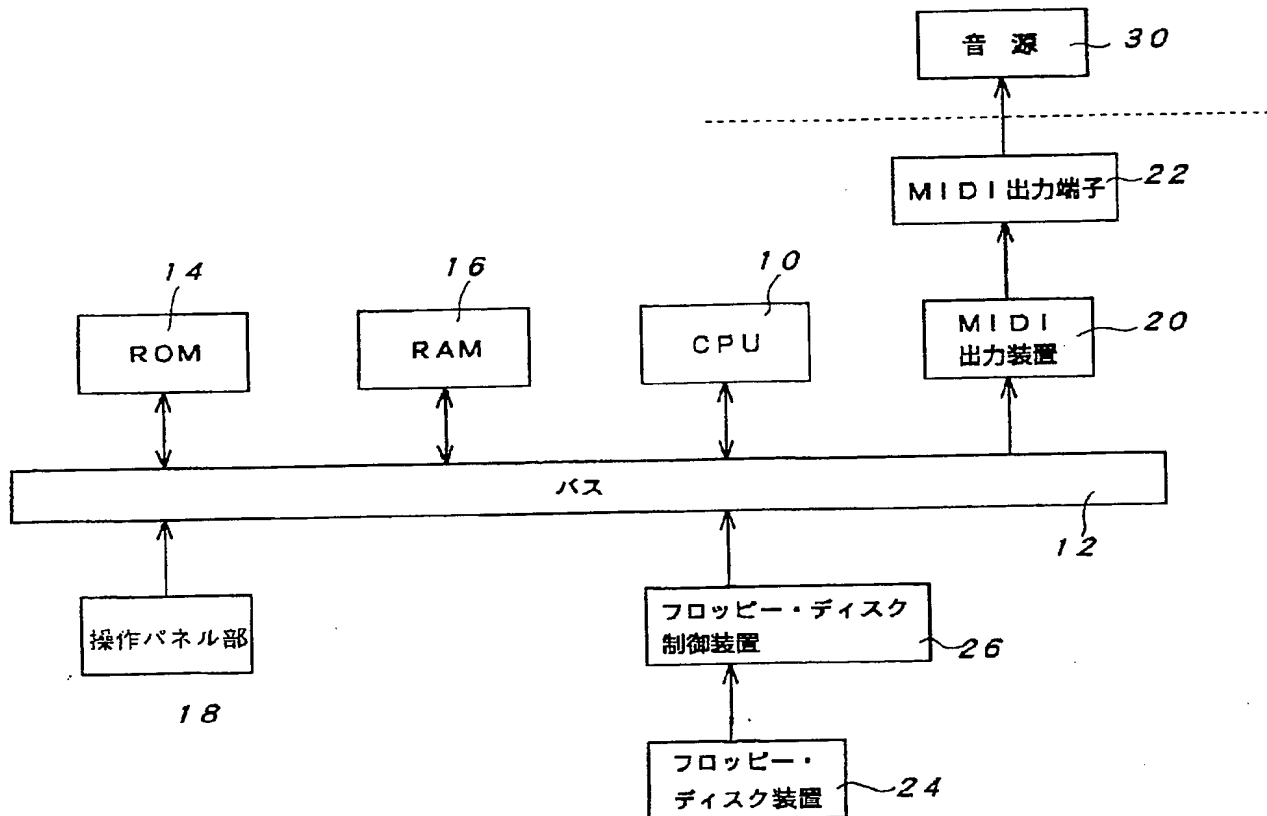 音 源
30
MIDI出力端子
22
14
16
10
ROM
RAM
CPU
MIDI
出力装置
20
バス
12
操作パネル部
18
フロッピー・ディスク
制御装置
26
フロッピー・
ディスク装置
24